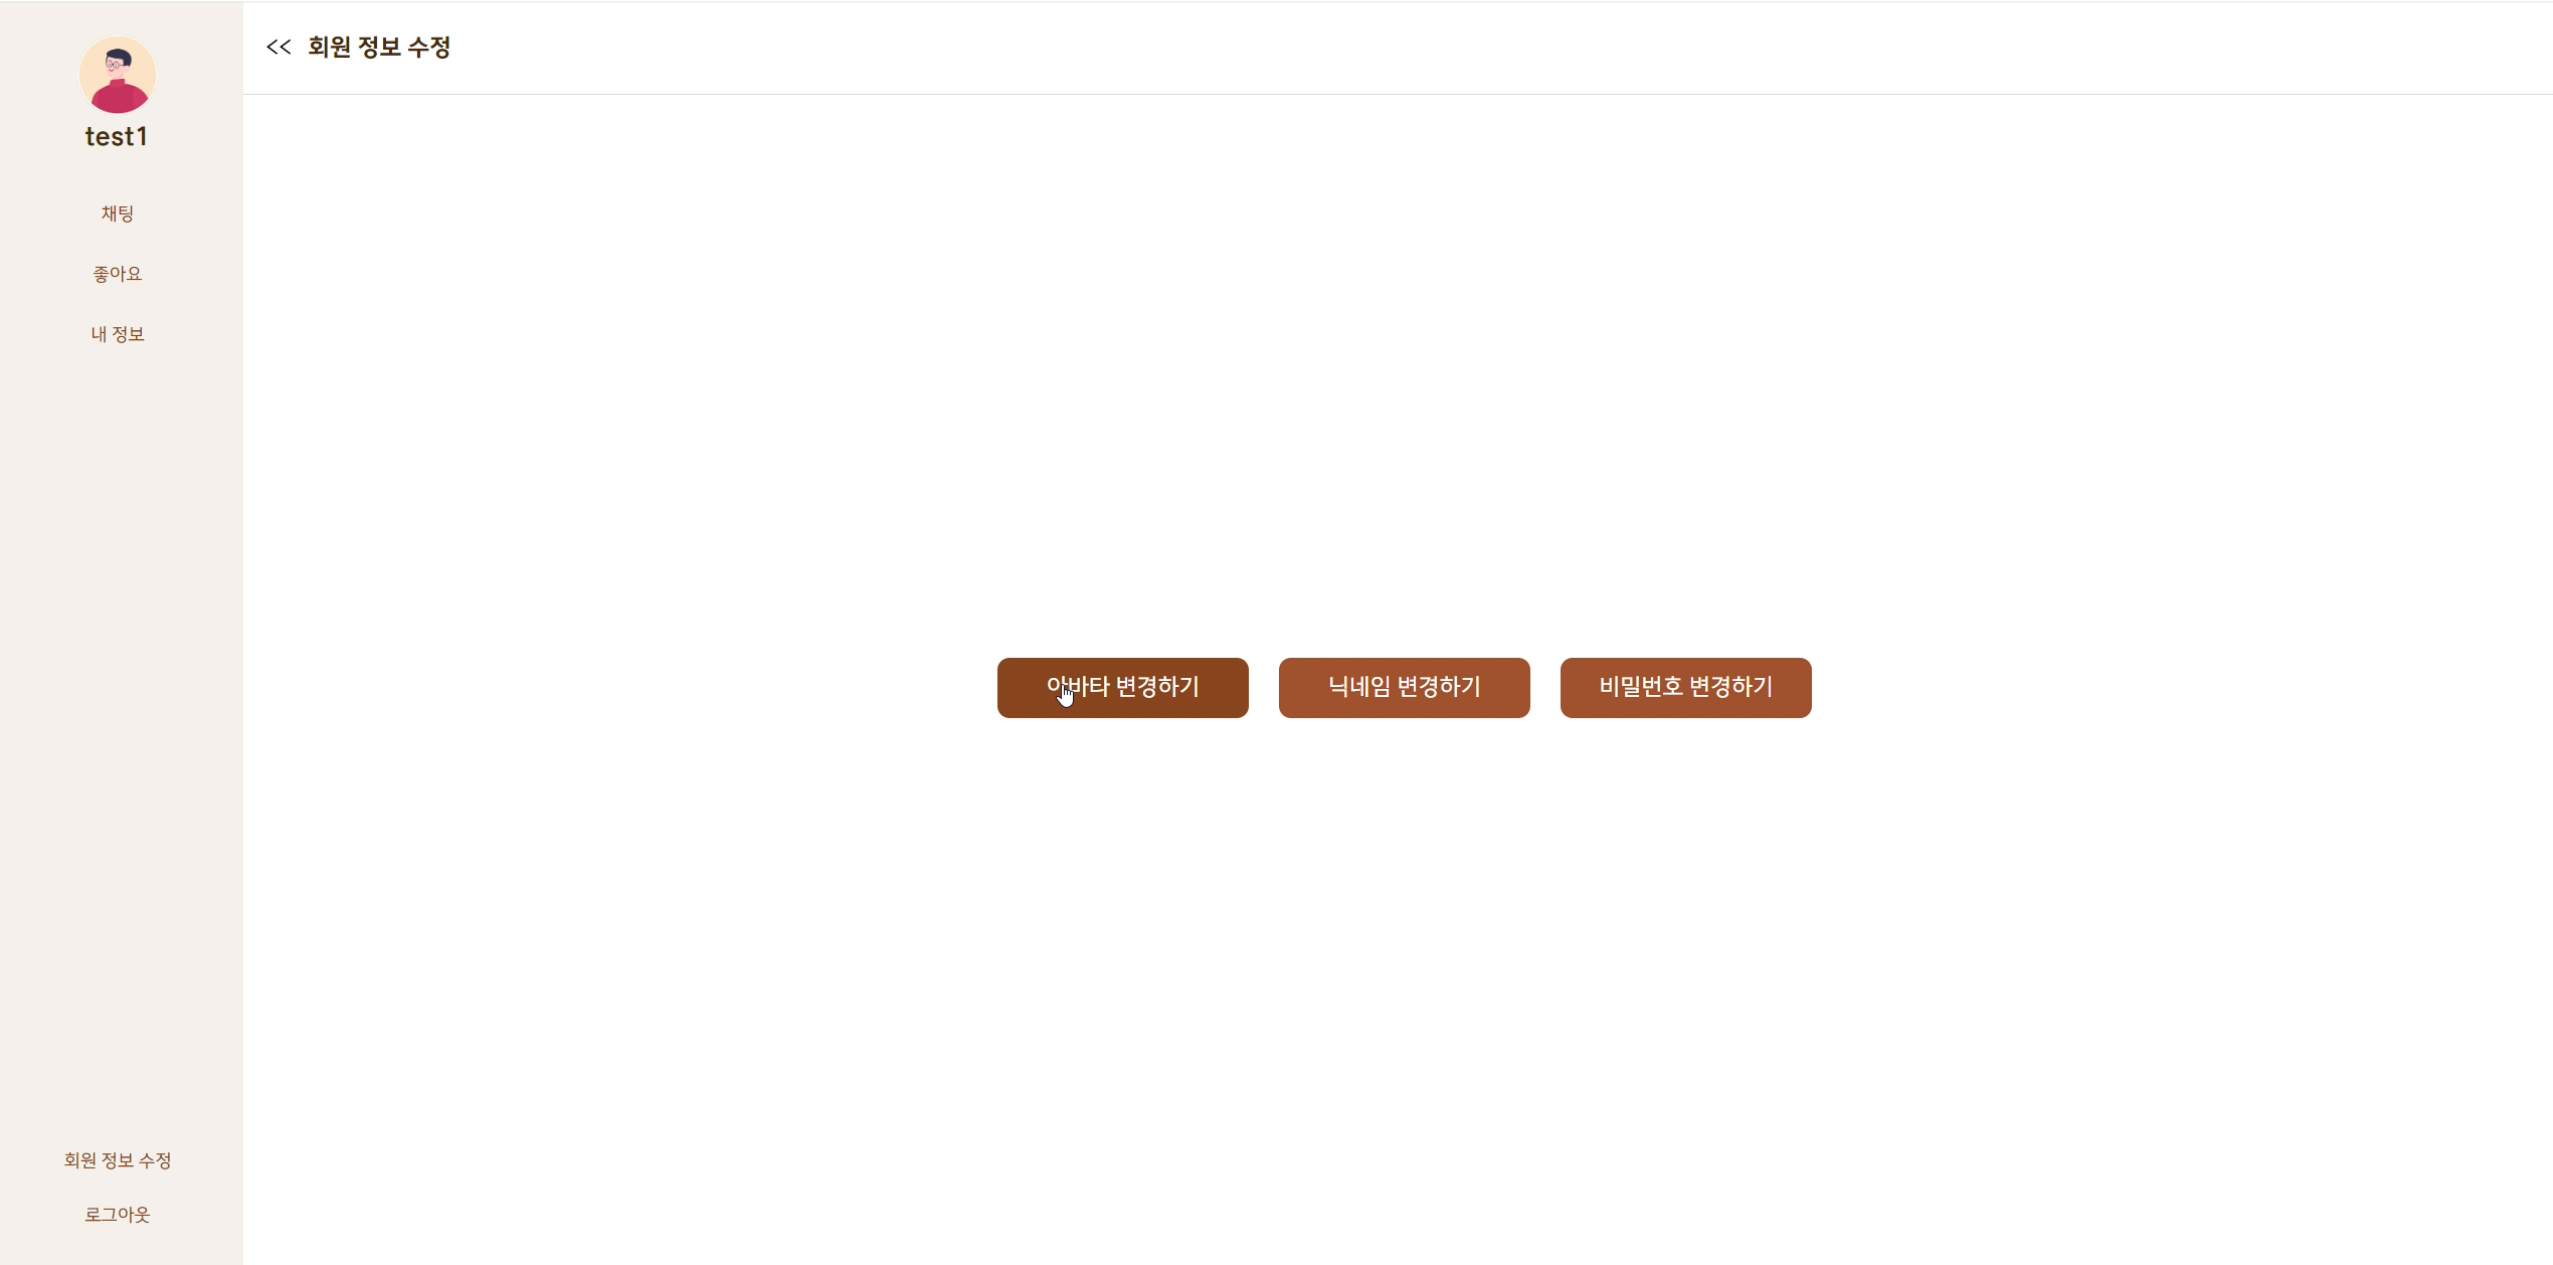 test1
채팅
좋아요
내 정보
회원 정보 수정
로그아웃
<< 회원 정보 수정
아바타 변경하기
닉네임 변경하기
비밀번호 변경하기